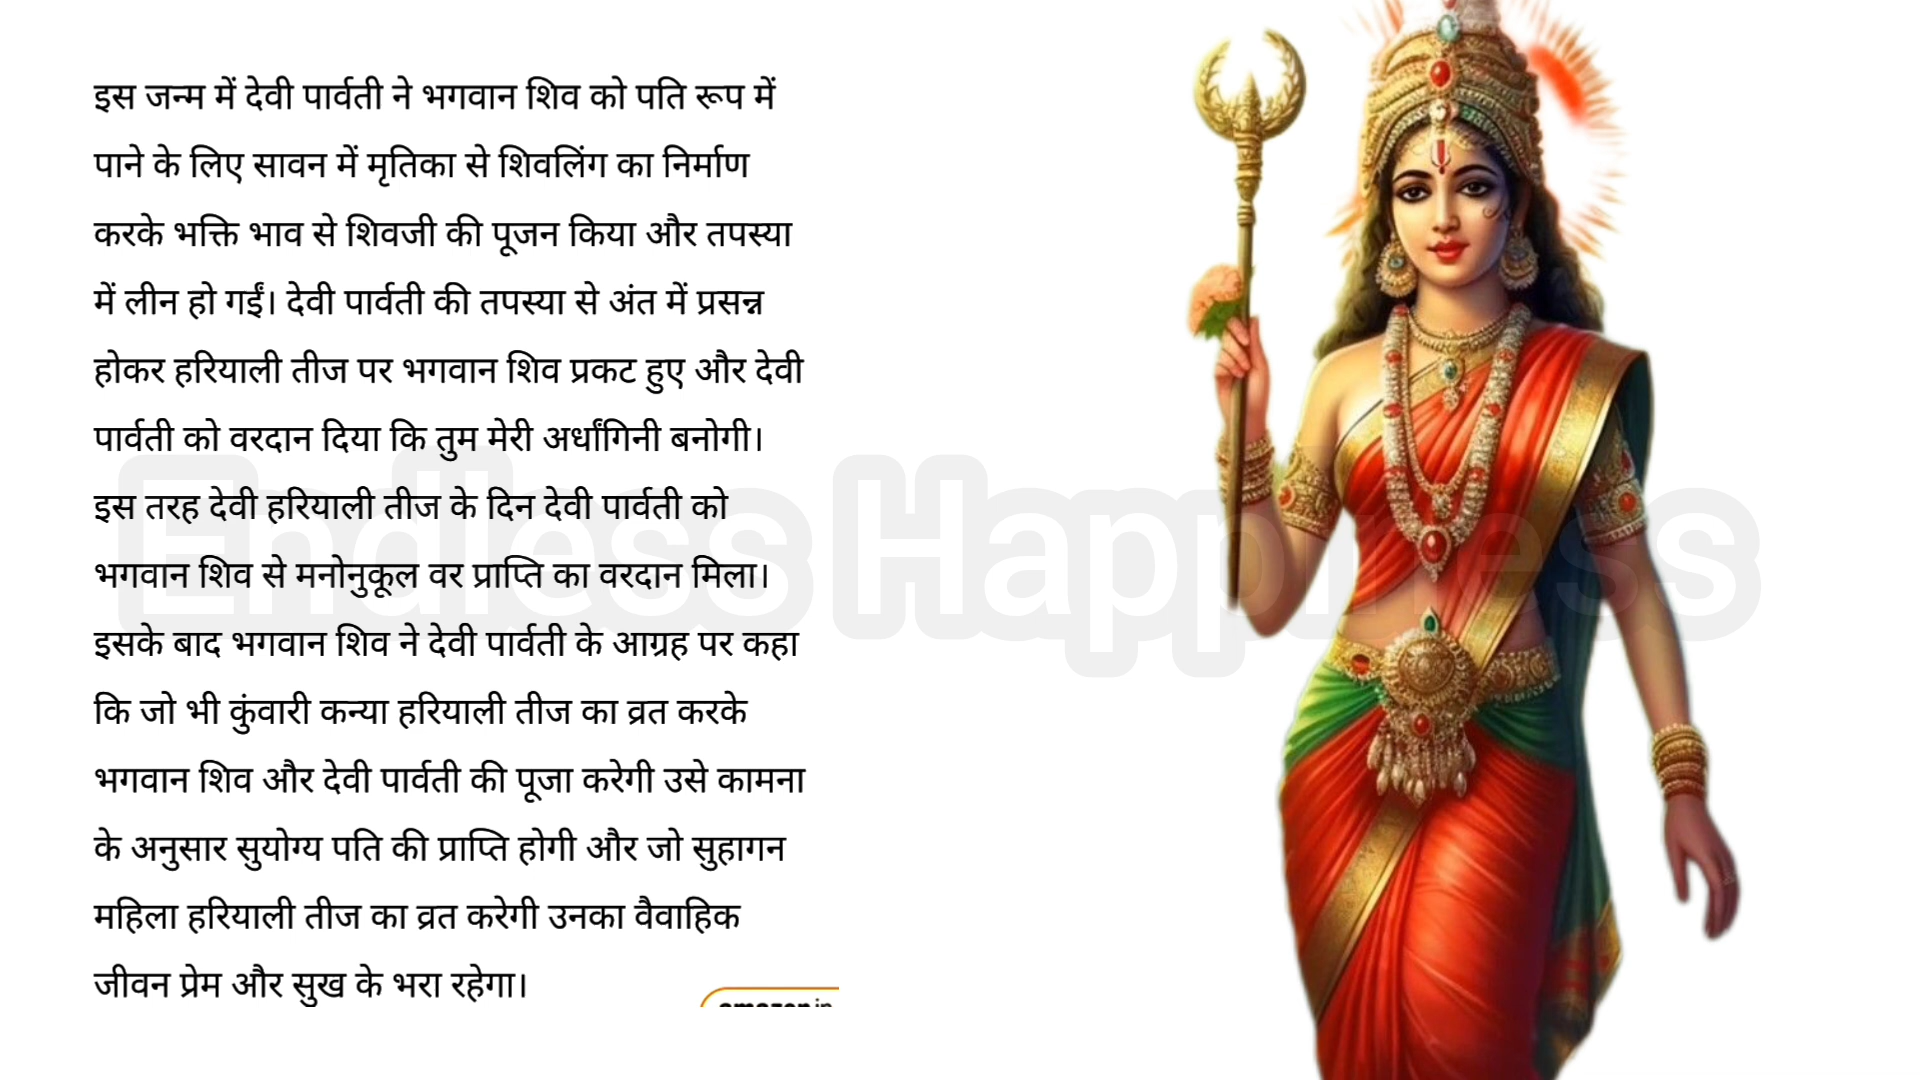 इस जन्म में देवी पार्वती ने भगवान शिव को पति रूप में
पाने के लिए सावन में मृतिका से शिवलिंग का निर्माण
करके भक्ति भाव से शिवजी की पूजन किया और तपस्या
में लीन हो गईं। देवी पार्वती की तपस्या से अंत में प्रसन्न
होकर हरियाली तीज पर भगवान शिव प्रकट हुए और देवी
पार्वती को वरदान दिया कि तुम मेरी अर्धांगिनी बनोगी।
इस तरह देवी हरियाली तीज के दिन देवी पार्वती को
भगवान शिव से मनोनुकूल वर प्राप्ति का वरदान मिला।
इसके बाद भगवान शिव ने देवी पार्वती के आग्रह पर कहा
कि जो भी कुंवारी कन्या हरियाली तीज का व्रत करके
भगवान शिव और देवी पार्वती की पूजा करेगी उसे कामना
के अनुसार सुयोग्य पति की प्राप्ति होगी और जो सुहागन
महिला हरियाली तीज का व्रत करेगी उनका वैवाहिक
जीवन प्रेम और सुख के भरा रहेगा।
amazon.in
Endless Happiness